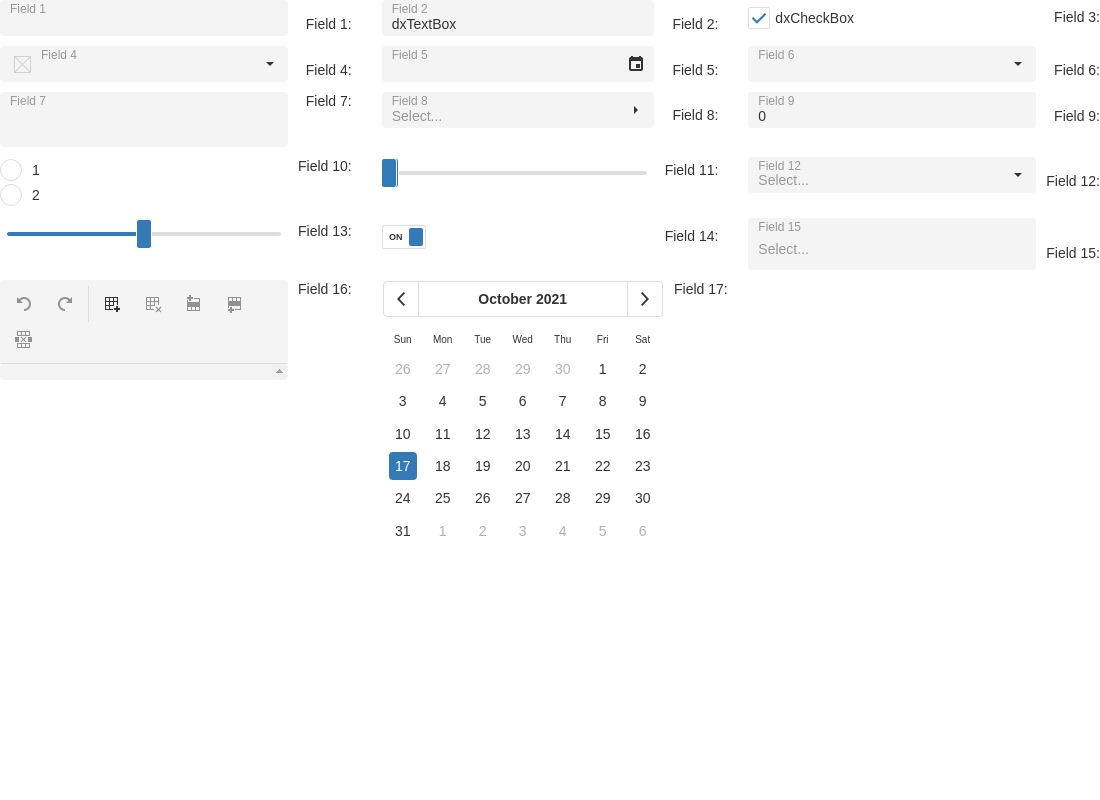 Field 1
Field 1:
Field 2
dxTextBox
Field 2:
dxCheckBox
Field 3:
Field 4
Field 4:
Field 5
Field 5:
Field 6
Field 6:
Field 7
Field 7:
Field 8
Select...
Field 8:
Field 9
0
Field 9:
1
2
Field 10:
Field 11:
Field 12
Select...
Field 12:
Field 13:
ON
Field 14:
Field 15
Select...
Field 15:
Field 16:
October 2021
Field 17:
Sun Mon Tue Wed Thu Fri Sat
26 27 28 29 30 1 2
3 4 5 6 7 8 9
10 11 12 13 14 15 16
17 18 19 20 21 22 23
24 25 26 27 28 29 30
31 1 2 3 4 5 6